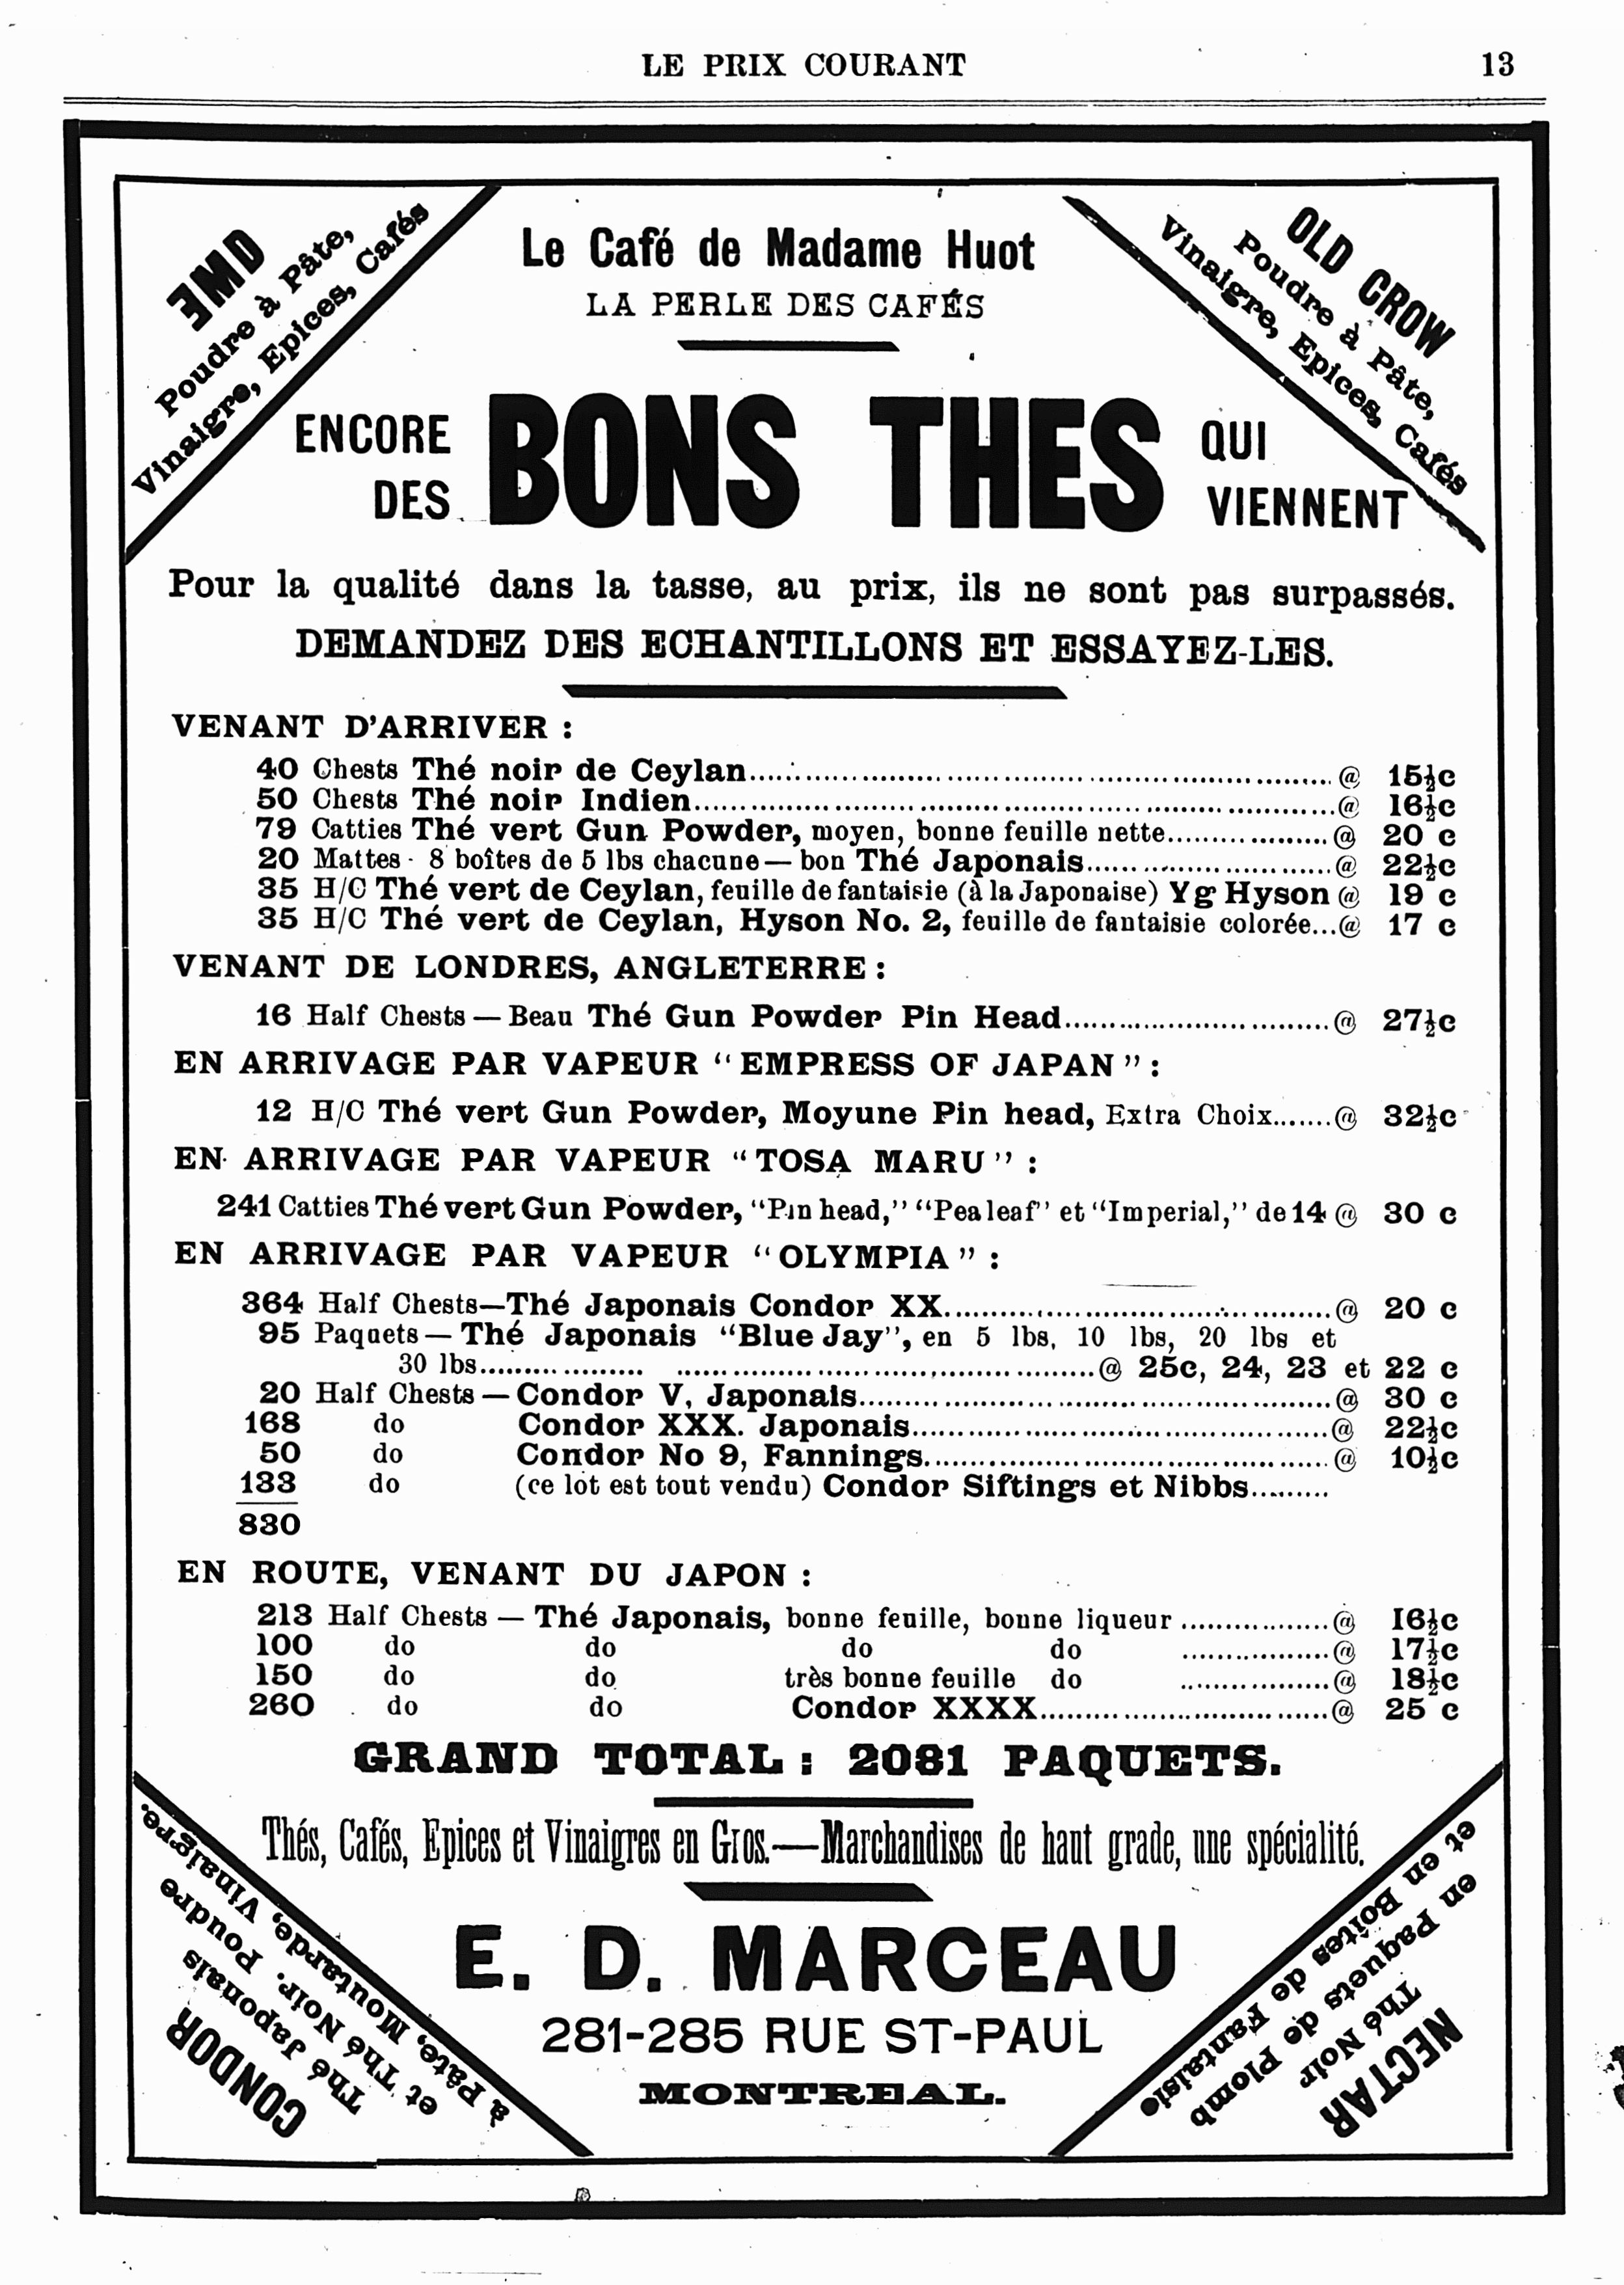 LE PRIX COURANT 13
EMD
Poudre à Pâte,
Vinaigre, Epices, Cafés
OLD CROW
Poudre à Pâte,
Vinaigre, Epices, Cafés
Le Café de Madame Huot
LA PERLE DES CAFÉS
ENCORE DES BONS THES QUI VIENNENT
Pour la qualité dans la tasse, au prix, ils ne sont pas surpassés.
DEMANDEZ DES ECHANTILLONS ET ESSAYEZ-LES.
VENANT D'ARRIVER :
40 Chests Thé noir de Ceylan.......... @ 15½c
50 Chests Thé noir Indien.......... @ 16½c
79 Catties Thé vert Gun Powder, moyen, bonne feuille nette.......... @ 20 c
20 Mattes - 8 boîtes de 5 lbs chacune — bon Thé Japonais.......... @ 22½c
35 H/C Thé vert de Ceylan, feuille de fantaisie (à la Japonaise) Yg Hyson @ 19 c
35 H/C Thé vert de Ceylan, Hyson No. 2, feuille de fantaisie colorée...@ 17 c
VENANT DE LONDRES, ANGLETERRE :
16 Half Chests — Beau Thé Gun Powder Pin Head.......... @ 27½c
EN ARRIVAGE PAR VAPEUR "EMPRESS OF JAPAN" :
12 H/C Thé vert Gun Powder, Moyune Pin head, Extra Choix.......@ 32½c
EN ARRIVAGE PAR VAPEUR "TOSA MARU" :
241 Catties Thé vert Gun Powder, "Pin head," "Pea leaf" et "Imperial," de 14 @ 30 c
EN ARRIVAGE PAR VAPEUR "OLYMPIA" :
364 Half Chests—Thé Japonais Condor XX.......... @ 20 c
95 Paquets — Thé Japonais "Blue Jay", en 5 lbs, 10 lbs, 20 lbs et
30 lbs.......... @ 25c, 24, 23 et 22 c
20 Half Chests — Condor V, Japonais.......... @ 30 c
168 do Condor XXX. Japonais.......... @ 22½c
50 do Condor No 9, Fannings.......... @ 10½c
133 do (ce lot est tout vendu) Condor Siftings et Nibbs.........
830
EN ROUTE, VENANT DU JAPON :
213 Half Chests — Thé Japonais, bonne feuille, bonne liqueur .......... @ 16½c
100 do do do do .......... @ 17½c
150 do do très bonne feuille do .......... @ 18½c
260 do do Condor XXXX.......... @ 25 c
GRAND TOTAL : 2081 PAQUETS.
Thés, Cafés, Epices et Vinaigres en Gros.—Marchandises de haut grade, une spécialité.
E. D. MARCEAU
281-285 RUE ST-PAUL
MONTREAL.
CONDOR
Thé Japonais
et Thé Noir. Poudre
à Pâte, Moutarde, Vinaigre.
NECTAR
Thé Noir
en Paquets de Plomb
et en Boîtes de Fantaisie